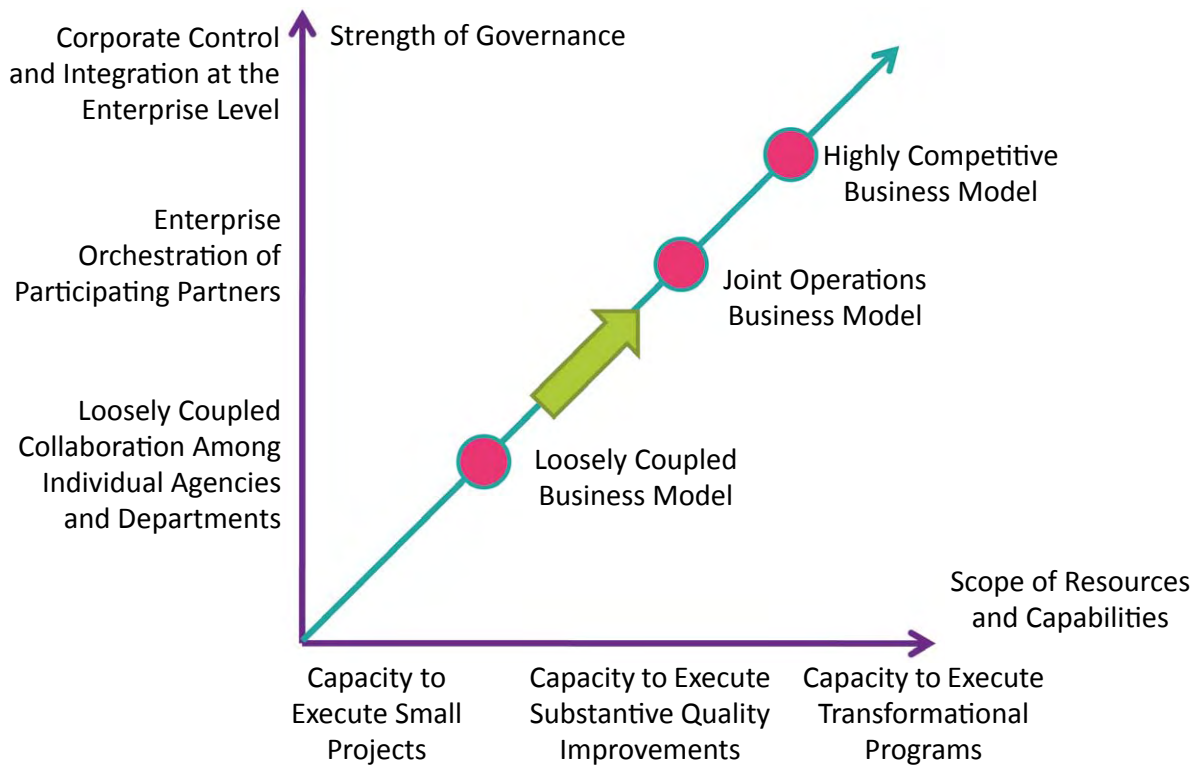 Corporate Control
and Integration at the
Enterprise Level
Strength of Governance
Highly Competitive
Business Model
Enterprise
Orchestration of
Participating Partners
Joint Operations
Business Model
Loosely Coupled
Collaboration Among
Individual Agencies
and Departments
Loosely Coupled
Business Model
Scope of Resources
and Capabilities
Capacity to
Execute Small
Projects
Capacity to Execute
Substantive Quality
Improvements
Capacity to Execute
Transformational
Programs